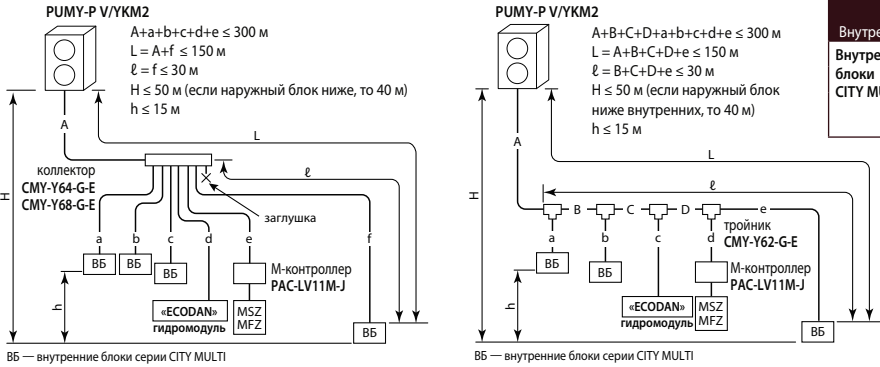 PUMY-P V/YKM2
A+a+b+c+d+e ≤ 300 м
L = A+f ≤ 150 м
ℓ = f ≤ 30 м
H ≤ 50 м (если наружный блок ниже, то 40 м)
h ≤ 15 м
A
L
H
коллектор
CMY-Y64-G-E
CMY-Y68-G-E
ℓ
заглушка
a
b
c
d
e
f
ВБ
ВБ
ВБ
М-контроллер
PAC-LV11M-J
h
«ECODAN»
гидромодуль
MSZ
MFZ
ВБ
ВБ — внутренние блоки серии CITY MULTI
PUMY-P V/YKM2
A+B+C+D+a+b+c+d+e ≤ 300 м
L = A+B+C+D+e ≤ 150 м
ℓ = B+C+D+e ≤ 30 м
H ≤ 50 м (если наружный блок
ниже внутренних, то 40 м)
h ≤ 15 м
A
L
H
ℓ
B
C
D
e
тройник
CMY-Y62-G-E
a
b
c
d
ВБ
ВБ
М-контроллер
PAC-LV11M-J
h
«ECODAN»
гидромодуль
MSZ
MFZ
ВБ
ВБ — внутренние блоки серии CITY MULTI
Внутре
Внутре
блоки
CITY MU